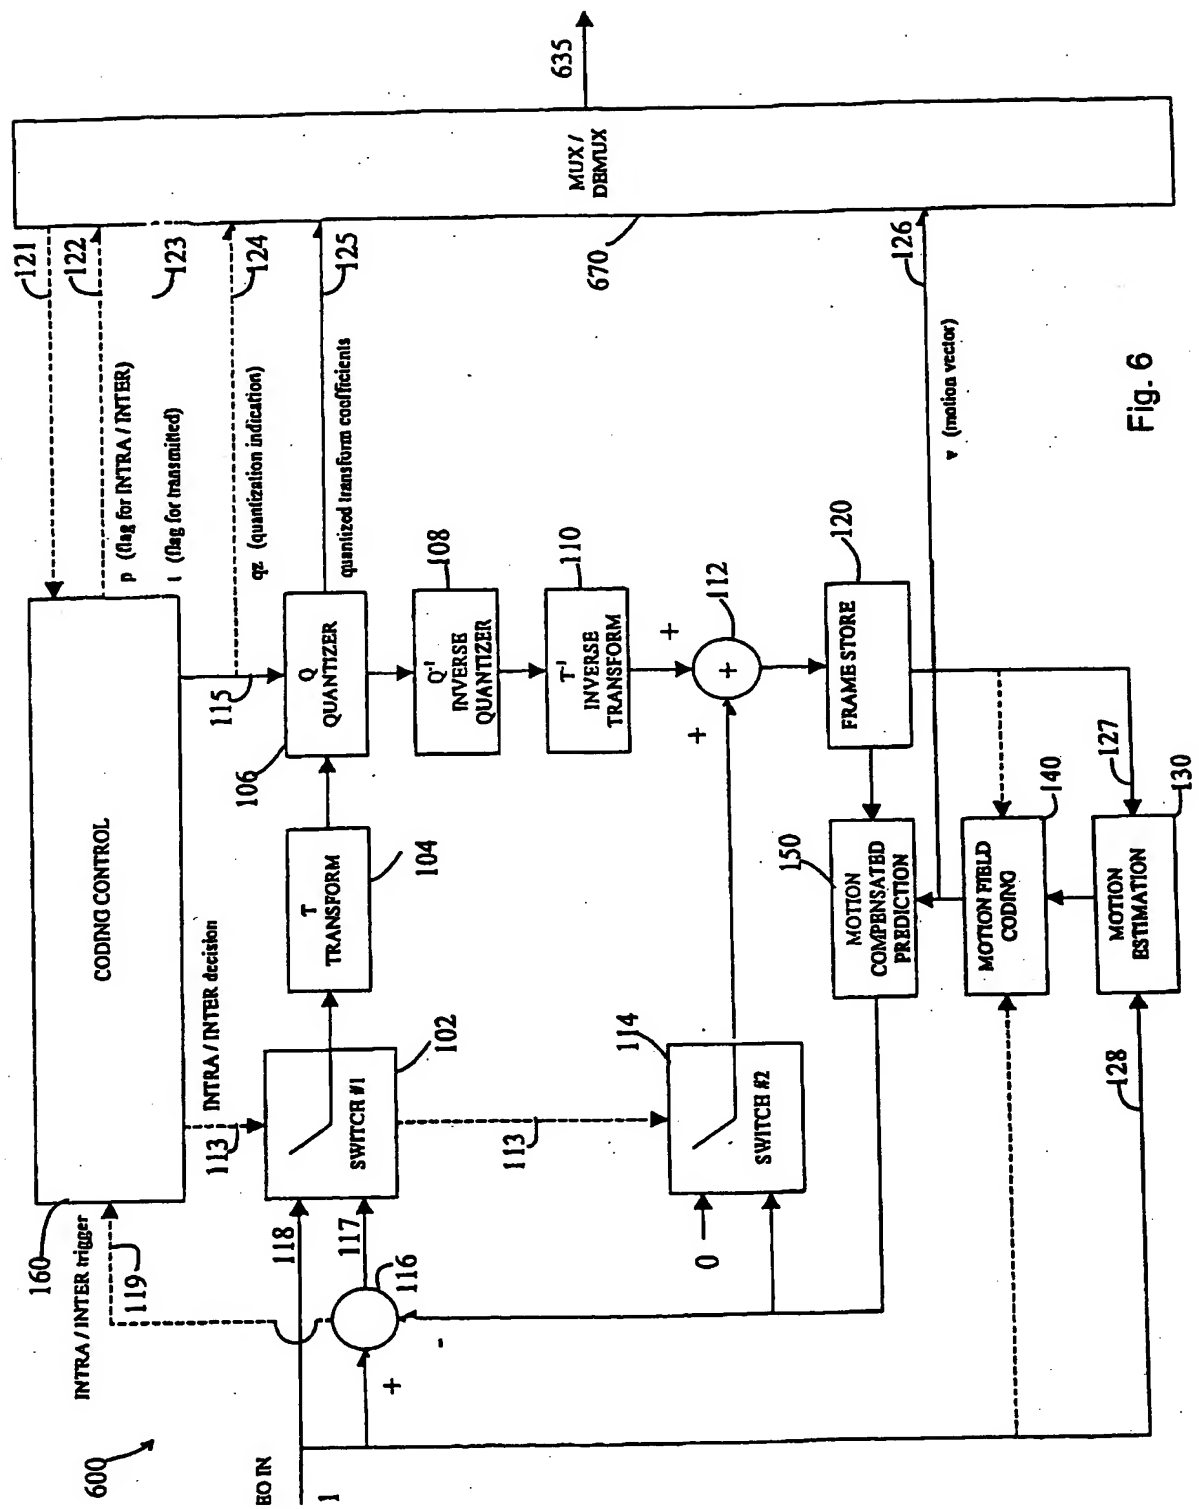 600
INTRA / INTER trigger
119
160
CODING CONTROL
121
122
p (flag for INTRA / INTER)
123
t (flag for transmitted)
124
qz (quantization indication)
125
quantized transform coefficients
113
INTRA / INTER decision
115
EO IN
1
118
117
+
-
116
SWITCH #1
102
T
TRANSFORM
104
106
Q
QUANTIZER
Q⁻¹
INVERSE
QUANTIZER
108
T⁻¹
INVERSE
TRANSFORM
110
113
0
114
SWITCH #2
+
+
+
112
FRAME STORE
120
150
MOTION
COMPENSATED
PREDICTION
MOTION FIELD
CODING
140
127
128
MOTION
ESTIMATION
130
v (motion vector)
126
670
MUX /
DEMUX
635
Fig. 6